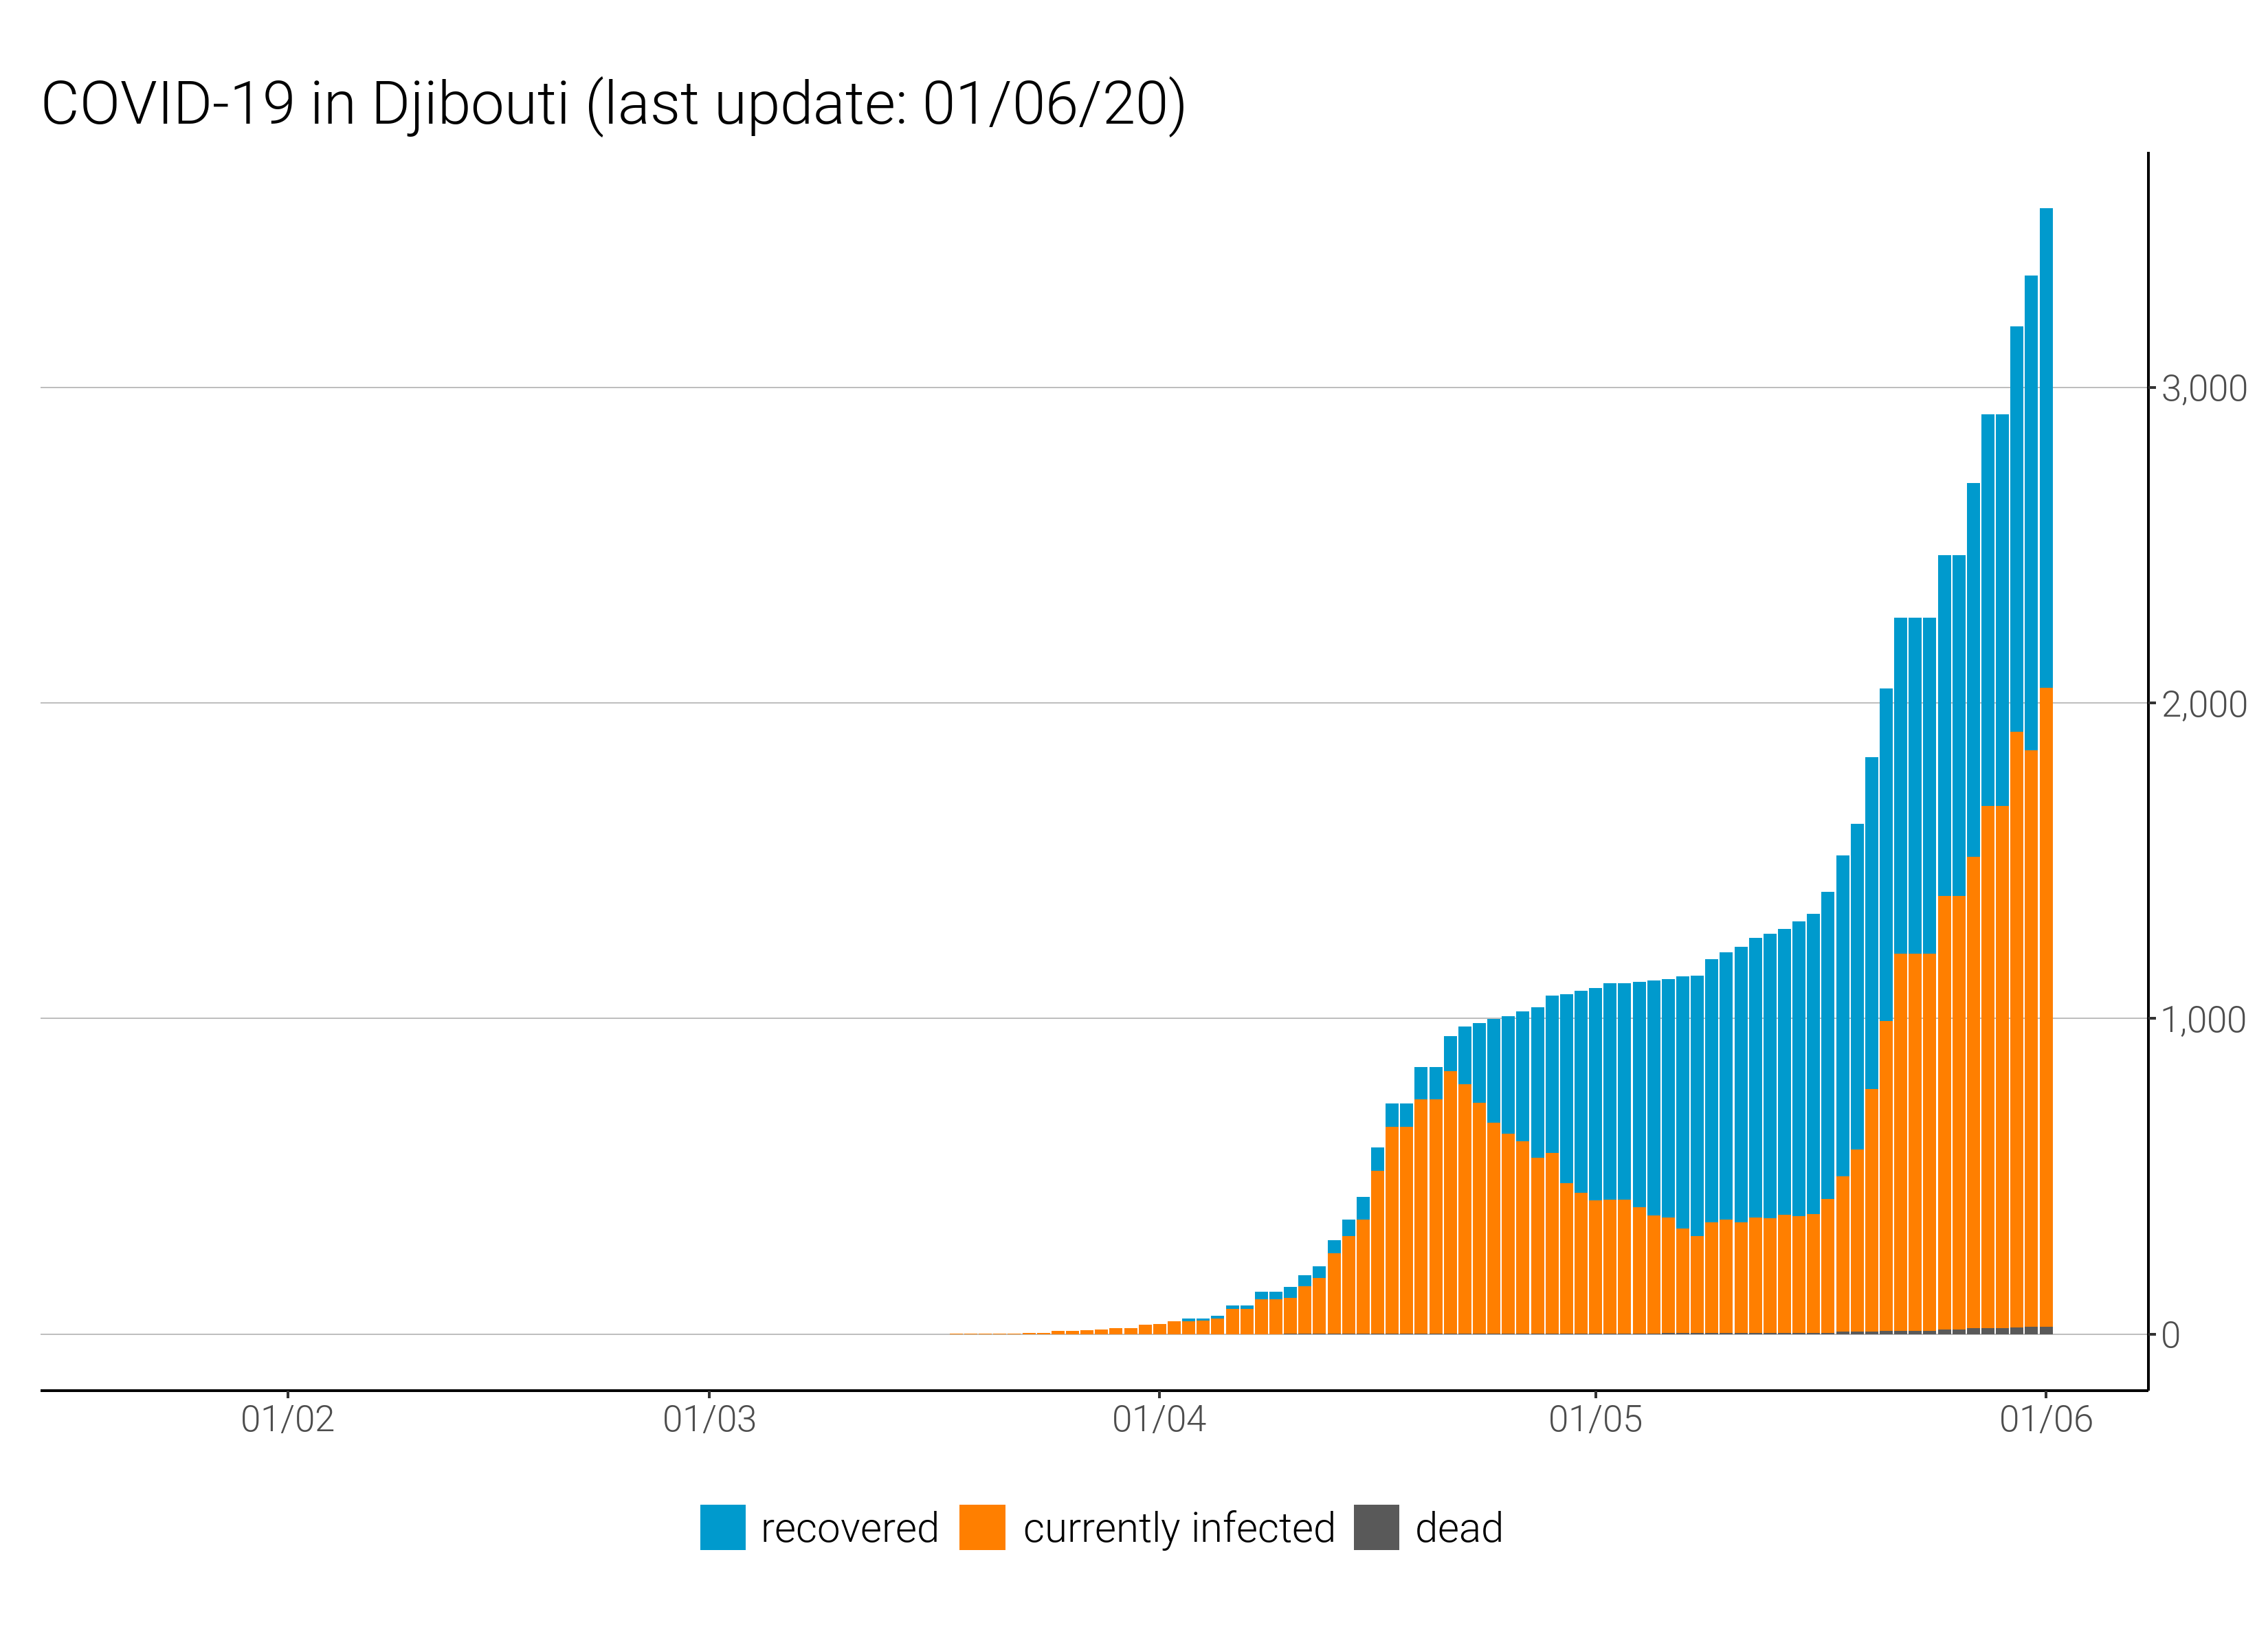 COVID-19 in Djibouti (last update: 01/06/20)
3,000
2,000
1,000
0
01/02 01/03 01/04 01/05 01/06
recovered currently infected dead